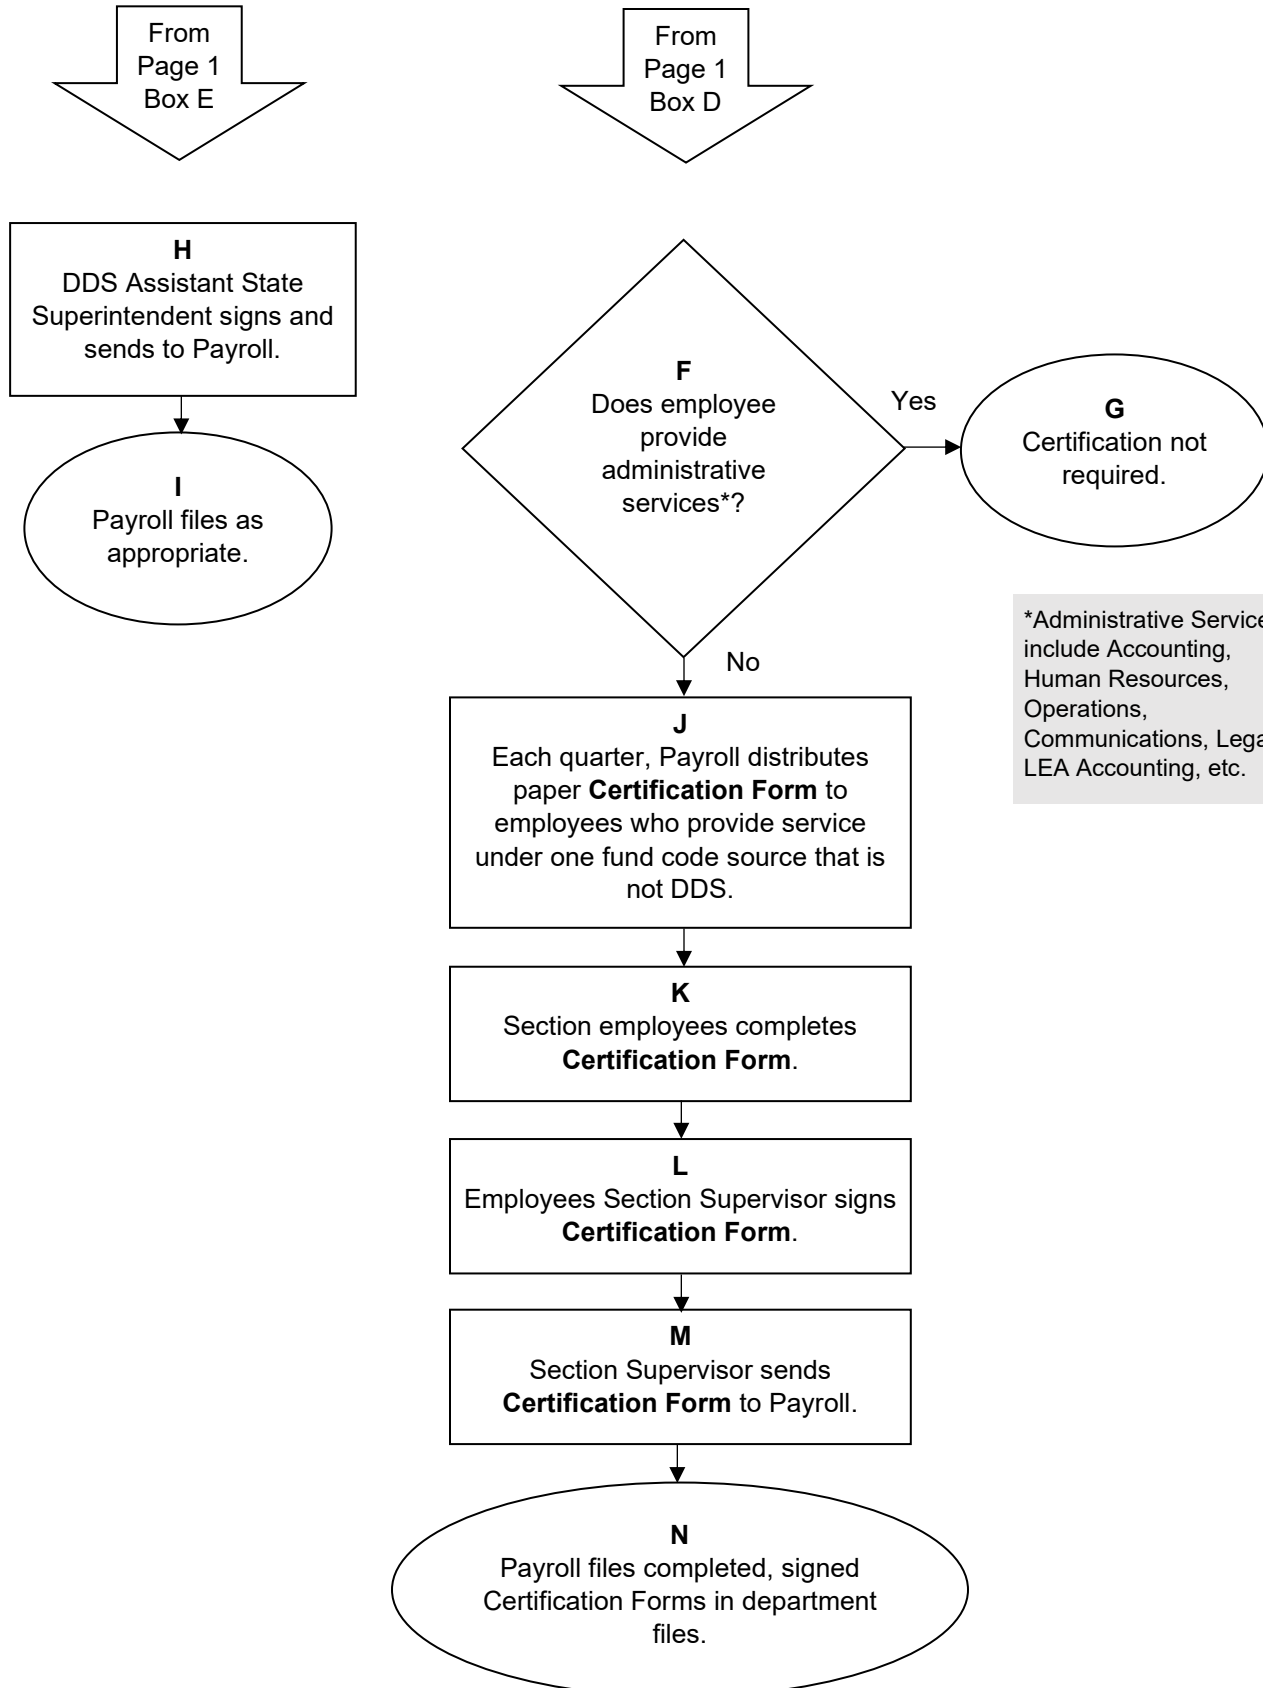 From
Page 1
Box E
From
Page 1
Box D
H
DDS Assistant State
Superintendent signs and
sends to Payroll.
I
Payroll files as
appropriate.
F
Does employee
provide
administrative
services*?
Yes
G
Certification not
required.
No
*Administrative Service
include Accounting,
Human Resources,
Operations,
Communications, Lega
LEA Accounting, etc.
J
Each quarter, Payroll distributes
paper Certification Form to
employees who provide service
under one fund code source that is
not DDS.
K
Section employees completes
Certification Form.
L
Employees Section Supervisor signs
Certification Form.
M
Section Supervisor sends
Certification Form to Payroll.
N
Payroll files completed, signed
Certification Forms in department
files.